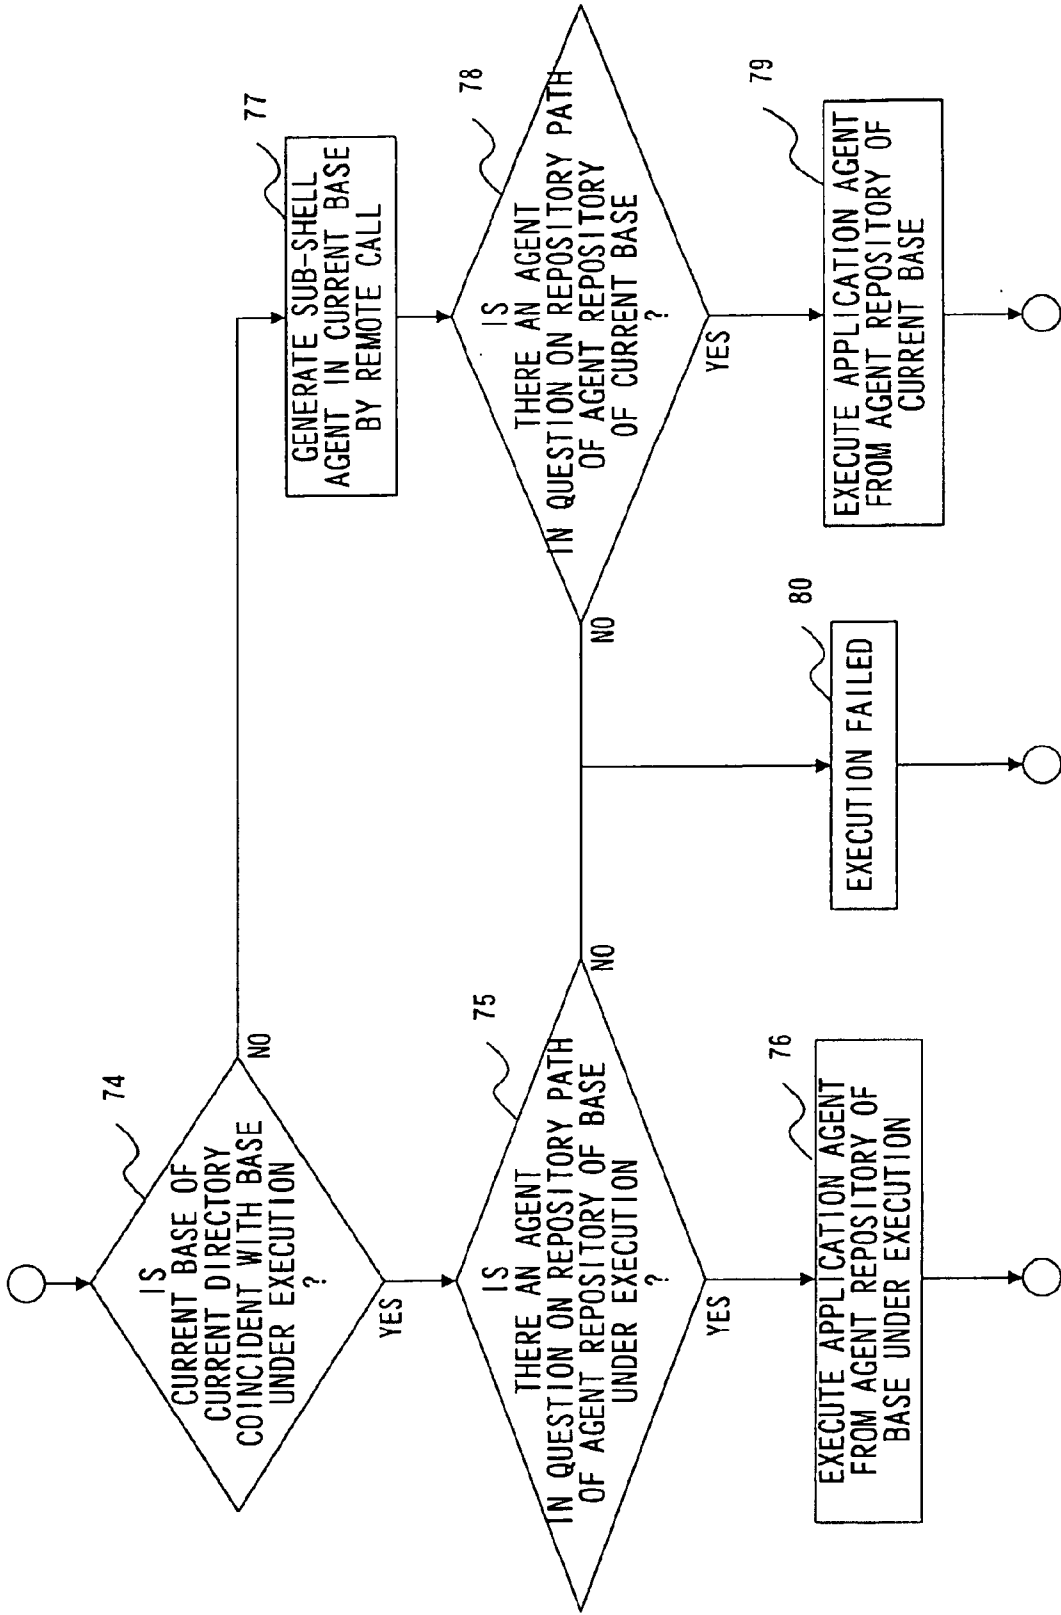 74
IS
CURRENT BASE OF
CURRENT DIRECTORY
COINCIDENT WITH BASE
UNDER EXECUTION
?
NO
YES
75
IS
THERE AN AGENT
IN QUESTION ON REPOSITORY PATH
OF AGENT REPOSITORY OF BASE
UNDER EXECUTION
?
NO
YES
76
EXECUTE APPLICATION AGENT
FROM AGENT REPOSITORY OF
BASE UNDER EXECUTION
77
GENERATE SUB-SHELL
AGENT IN CURRENT BASE
BY REMOTE CALL
78
IS
THERE AN AGENT
IN QUESTION ON REPOSITORY PATH
OF AGENT REPOSITORY
OF CURRENT BASE
?
NO
YES
79
EXECUTE APPLICATION AGENT
FROM AGENT REPOSITORY OF
CURRENT BASE
80
EXECUTION FAILED